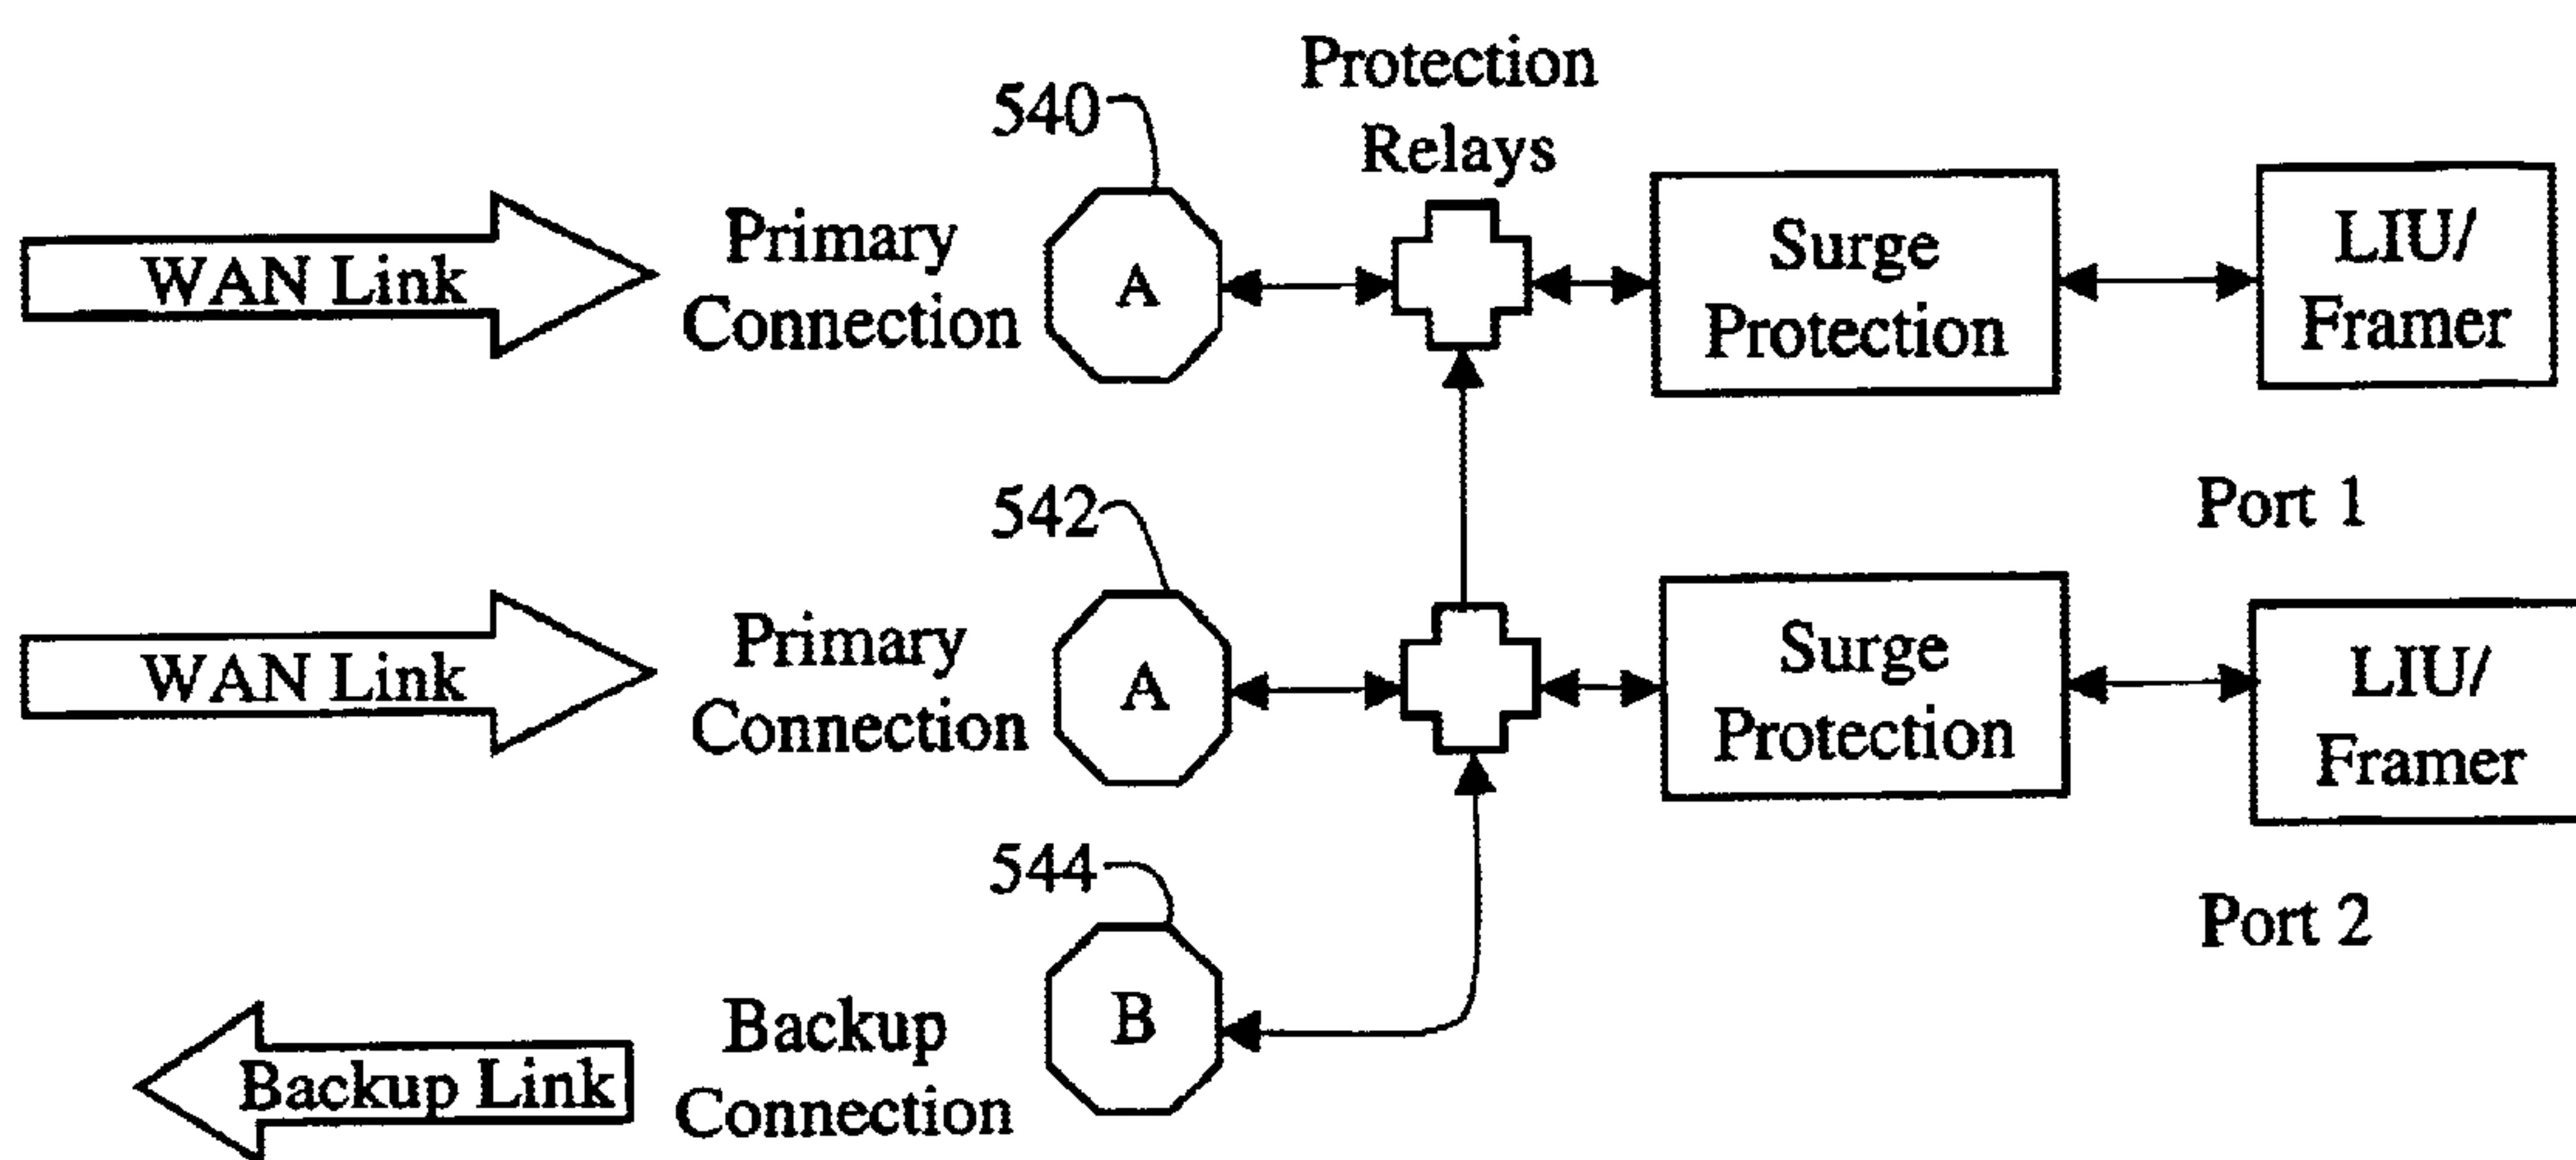 Protection
Relays
540
WAN Link
Primary
Connection
A
Surge
Protection
LIU/
Framer
Port 1
542
WAN Link
Primary
Connection
A
Surge
Protection
LIU/
Framer
Port 2
544
Backup Link
Backup
Connection
B